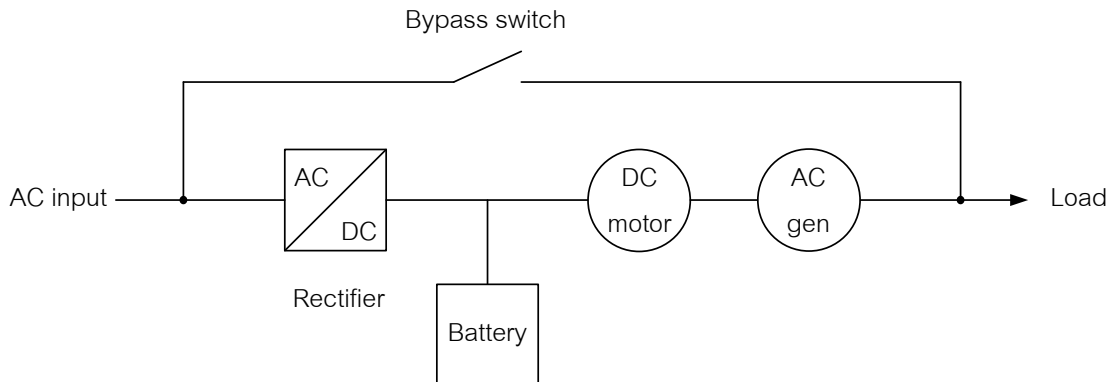 Bypass switch
AC input
AC
DC
Rectifier
Battery
DC
motor
AC
gen
Load